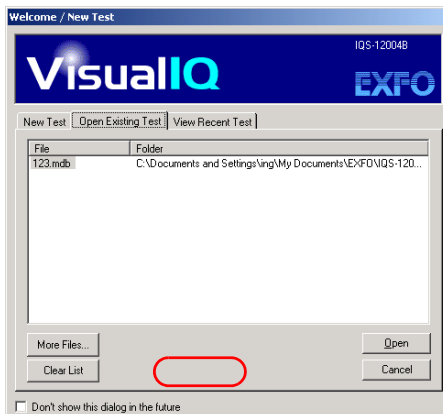 Welcome / New Test
IQS-12004B
VisualIQ
EXFO
New Test Open Existing Test View Recent Test
File Folder
123.mdb C:\Documents and Settings\ing\My Documents\EXFO\IQS-120...
More Files... Open
Clear List Cancel
Don't show this dialog in the future